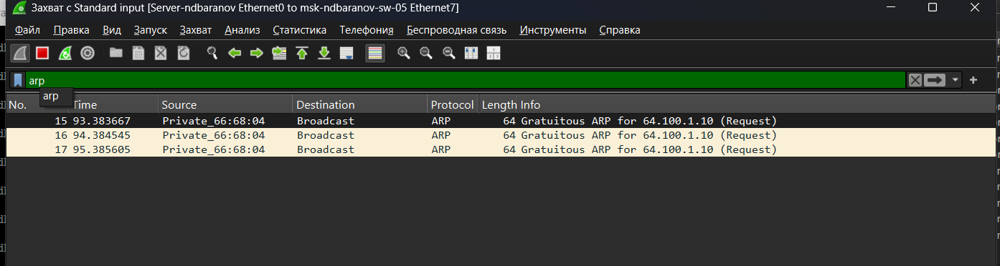 Захват с Standard input [Server-ndbaranov Ethernet0 to msk-ndbaranov-sw-05 Ethernet7]
Файл Правка Вид Запуск Захват Анализ Статистика Телефония Беспроводная связь Инструменты Справка
arp
arp
No. Time Source Destination Protocol Length Info
15 93.383667 Private_66:68:04 Broadcast ARP 64 Gratuitous ARP for 64.100.1.10 (Request)
16 94.384545 Private_66:68:04 Broadcast ARP 64 Gratuitous ARP for 64.100.1.10 (Request)
17 95.385605 Private_66:68:04 Broadcast ARP 64 Gratuitous ARP for 64.100.1.10 (Request)